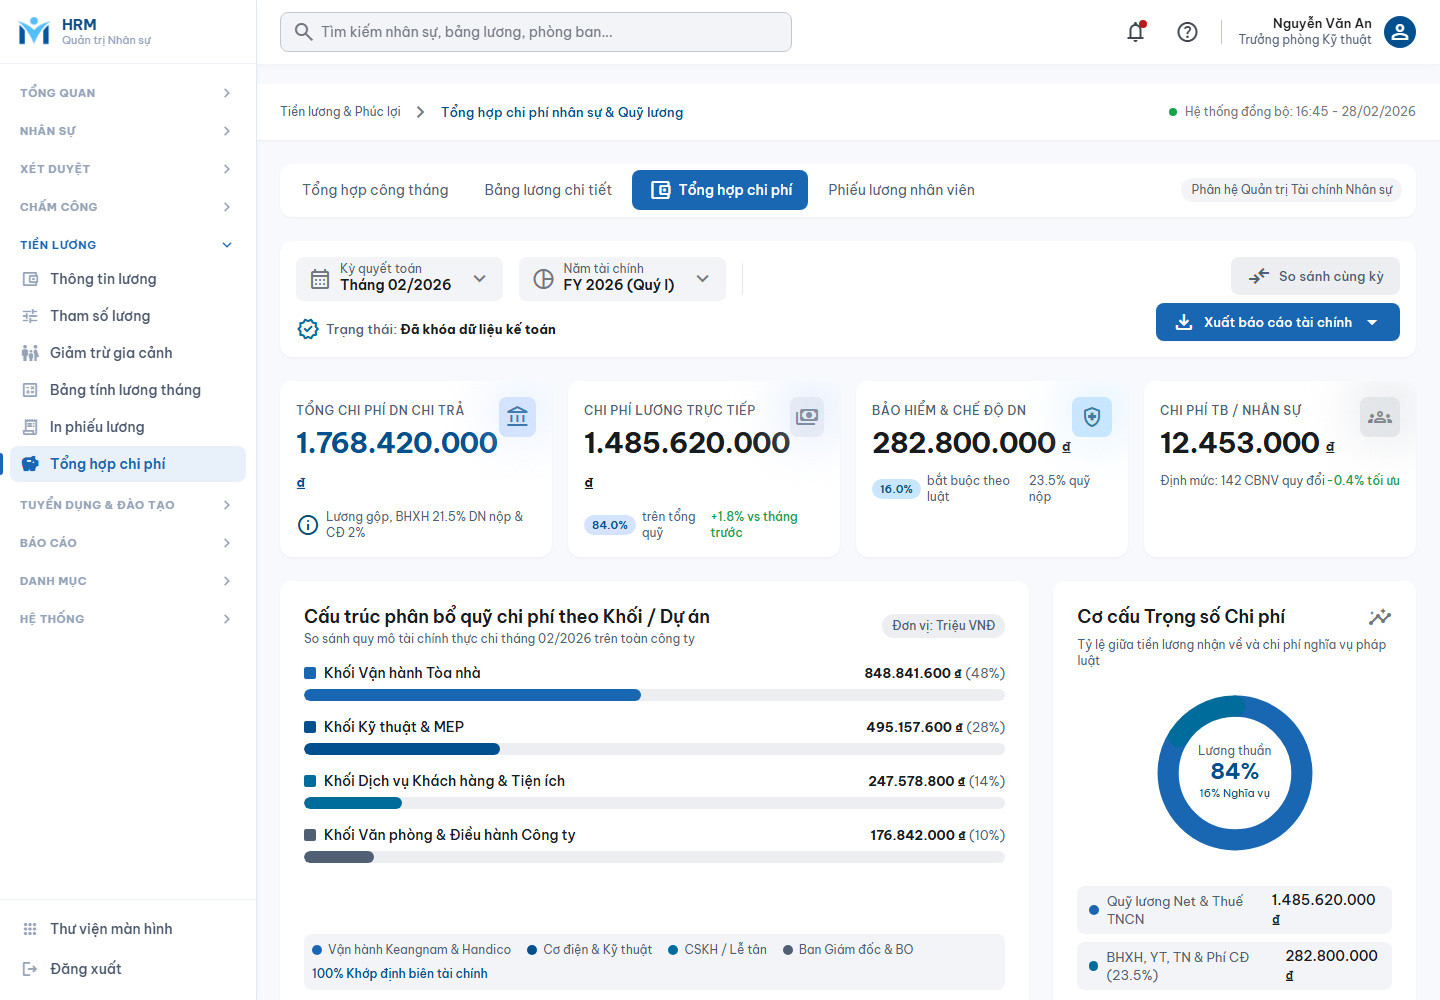 HRM
Quản trị Nhân sự
TỔNG QUAN
NHÂN SỰ
XÉT DUYỆT
CHẤM CÔNG
TIỀN LƯƠNG
Thông tin lương
Tham số lương
Giảm trừ gia cảnh
Bảng tính lương tháng
In phiếu lương
Tổng hợp chi phí
TUYỂN DỤNG & ĐÀO TẠO
BÁO CÁO
DANH MỤC
HỆ THỐNG
Thư viện màn hình
Đăng xuất
Tìm kiếm nhân sự, bảng lương, phòng ban...
Nguyễn Văn An
Trưởng phòng Kỹ thuật
Tiền lương & Phúc lợi
Tổng hợp chi phí nhân sự & Quỹ lương
Hệ thống đồng bộ: 16:45 - 28/02/2026
Tổng hợp công tháng
Bảng lương chi tiết
Tổng hợp chi phí
Phiếu lương nhân viên
Phân hệ Quản trị Tài chính Nhân sự
Kỳ quyết toán
Tháng 02/2026
Năm tài chính
FY 2026 (Quý I)
So sánh cùng kỳ
Trạng thái: Đã khóa dữ liệu kế toán
Xuất báo cáo tài chính
TỔNG CHI PHÍ DN CHI TRẢ
1.768.420.000
đ
Lương gộp, BHXH 21.5% DN nộp &
CĐ 2%
CHI PHÍ LƯƠNG TRỰC TIẾP
1.485.620.000
đ
84.0%
trên tổng
quỹ
+1.8% vs tháng
trước
BẢO HIỂM & CHẾ ĐỘ DN
282.800.000 đ
16.0%
bắt buộc theo
luật
23.5% quỹ
nộp
CHI PHÍ TB / NHÂN SỰ
12.453.000 đ
Định mức: 142 CBNV quy đổi
-0.4% tối ưu
Cấu trúc phân bổ quỹ chi phí theo Khối / Dự án
So sánh quy mô tài chính thực chi tháng 02/2026 trên toàn công ty
Đơn vị: Triệu VNĐ
Khối Vận hành Tòa nhà
848.841.600 đ (48%)
Khối Kỹ thuật & MEP
495.157.600 đ (28%)
Khối Dịch vụ Khách hàng & Tiện ích
247.578.800 đ (14%)
Khối Văn phòng & Điều hành Công ty
176.842.000 đ (10%)
Vận hành Keangnam & Handico
Cơ điện & Kỹ thuật
CSKH / Lễ tân
Ban Giám đốc & BO
100% Khớp định biên tài chính
Cơ cấu Trọng số Chi phí
Tỷ lệ giữa tiền lương nhận về và chi phí nghĩa vụ pháp
luật
Lương thuần
84%
16% Nghĩa vụ
Quỹ lương Net & Thuế
TNCN
1.485.620.000
đ
BHXH, YT, TN & Phí CĐ
(23.5%)
282.800.000
đ